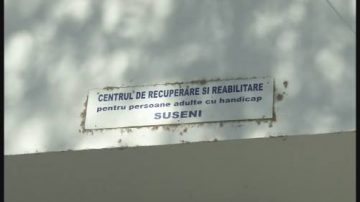 CENTRUL DE RECUPERARE SI REABILITARE
pentru persoane adulte cu handicap
SUSENI